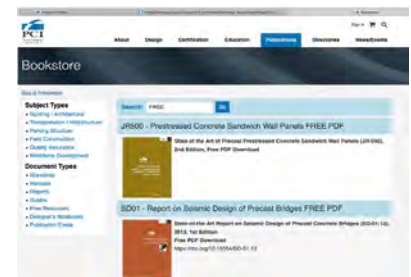 PCI
Sign In
About Design Certification Education Publications Directories News/Events
Bookstore
Subject Types
• Building / Architectural
• Transportation / Infrastructure
• Parking Structure
• Field Construction
• Quality Assurance
• Workforce Development
Document Types
• Standards
• Manuals
• Reports
• Guides
• Free Resources
• Designer's Notebooks
• Publication Errata
Search FREE Go
JR500 - Prestressed Concrete Sandwich Wall Panels FREE PDF
State of the Art of Precast Prestressed Concrete Sandwich Wall Panels (JR-500),
2nd Edition, Free PDF Download
SD01 - Report on Seismic Design of Precast Bridges FREE PDF
State-of-the-Art Report on Seismic Design of Precast Concrete Bridges (SD-01-13),
2013, 1st Edition
Free PDF Download